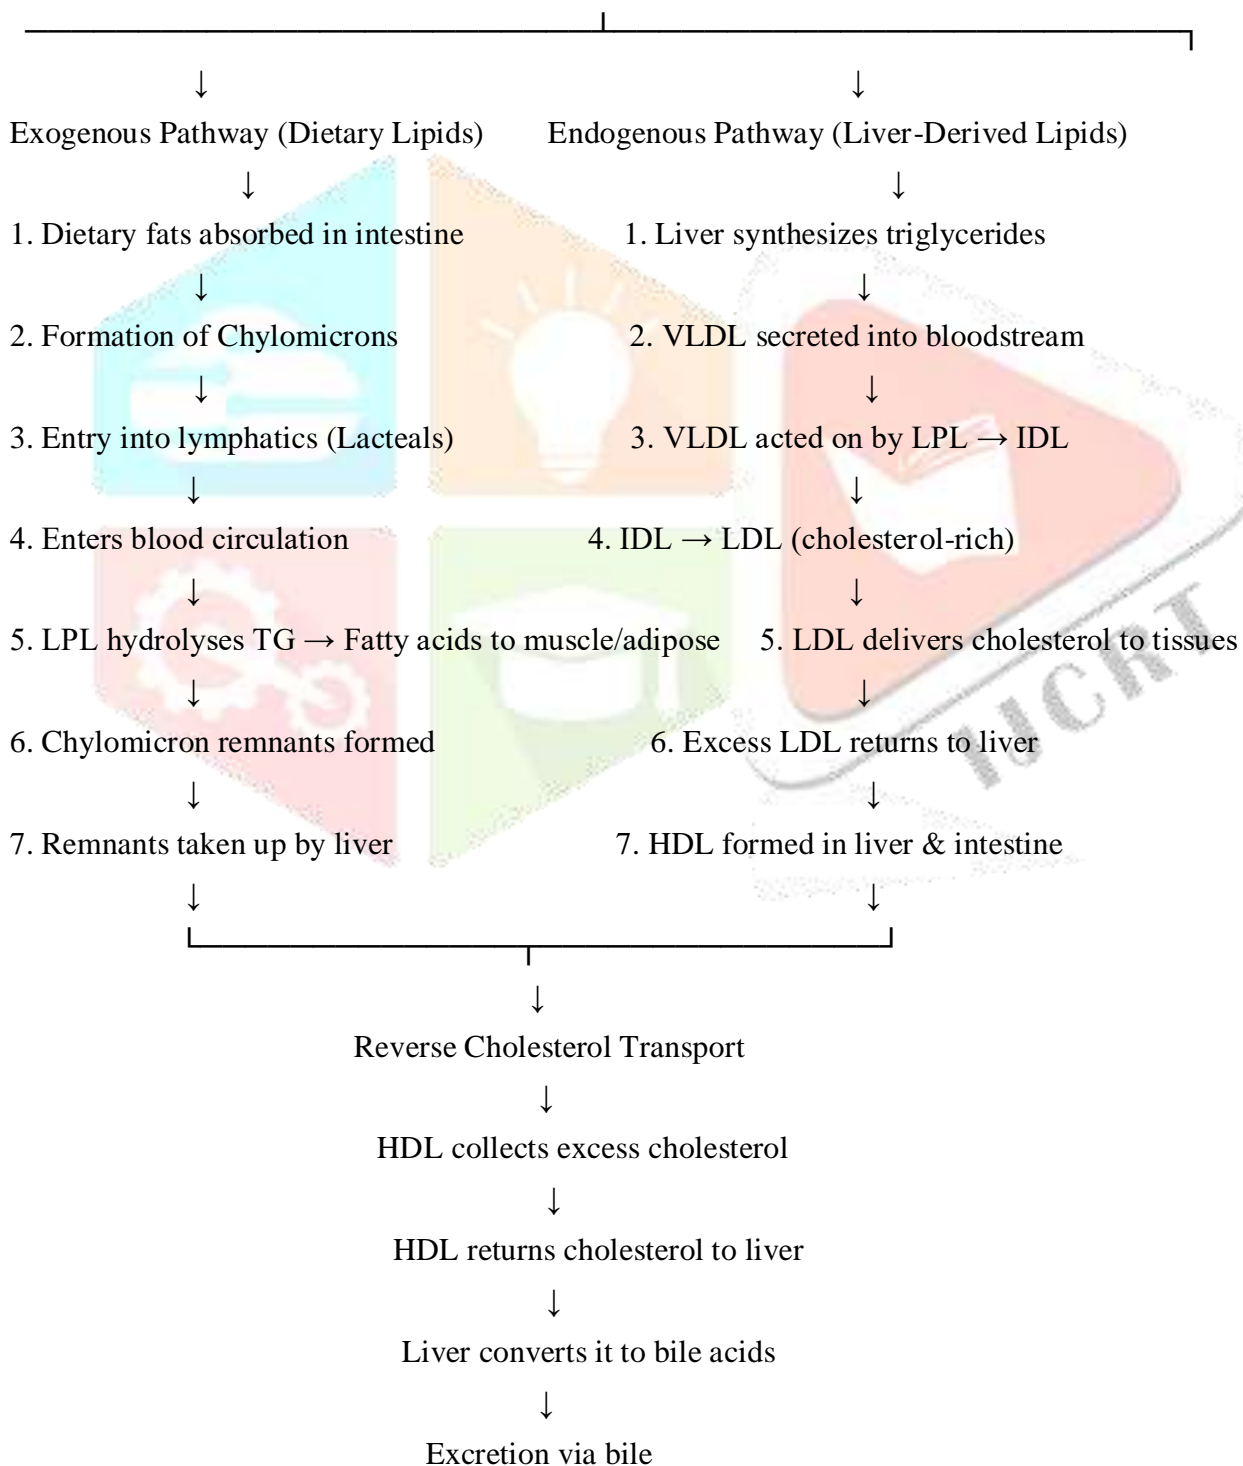 ↓ ↓
Exogenous Pathway (Dietary Lipids) Endogenous Pathway (Liver-Derived Lipids)
↓ ↓
1. Dietary fats absorbed in intestine 1. Liver synthesizes triglycerides
↓ ↓
2. Formation of Chylomicrons 2. VLDL secreted into bloodstream
↓ ↓
3. Entry into lymphatics (Lacteals) 3. VLDL acted on by LPL → IDL
↓ ↓
4. Enters blood circulation 4. IDL → LDL (cholesterol-rich)
↓ ↓
5. LPL hydrolyses TG → Fatty acids to muscle/adipose 5. LDL delivers cholesterol to tissues
↓ ↓
6. Chylomicron remnants formed 6. Excess LDL returns to liver
↓ ↓
7. Remnants taken up by liver 7. HDL formed in liver & intestine
↓ ↓
↓
Reverse Cholesterol Transport
↓
HDL collects excess cholesterol
↓
HDL returns cholesterol to liver
↓
Liver converts it to bile acids
↓
Excretion via bile
IJCRT